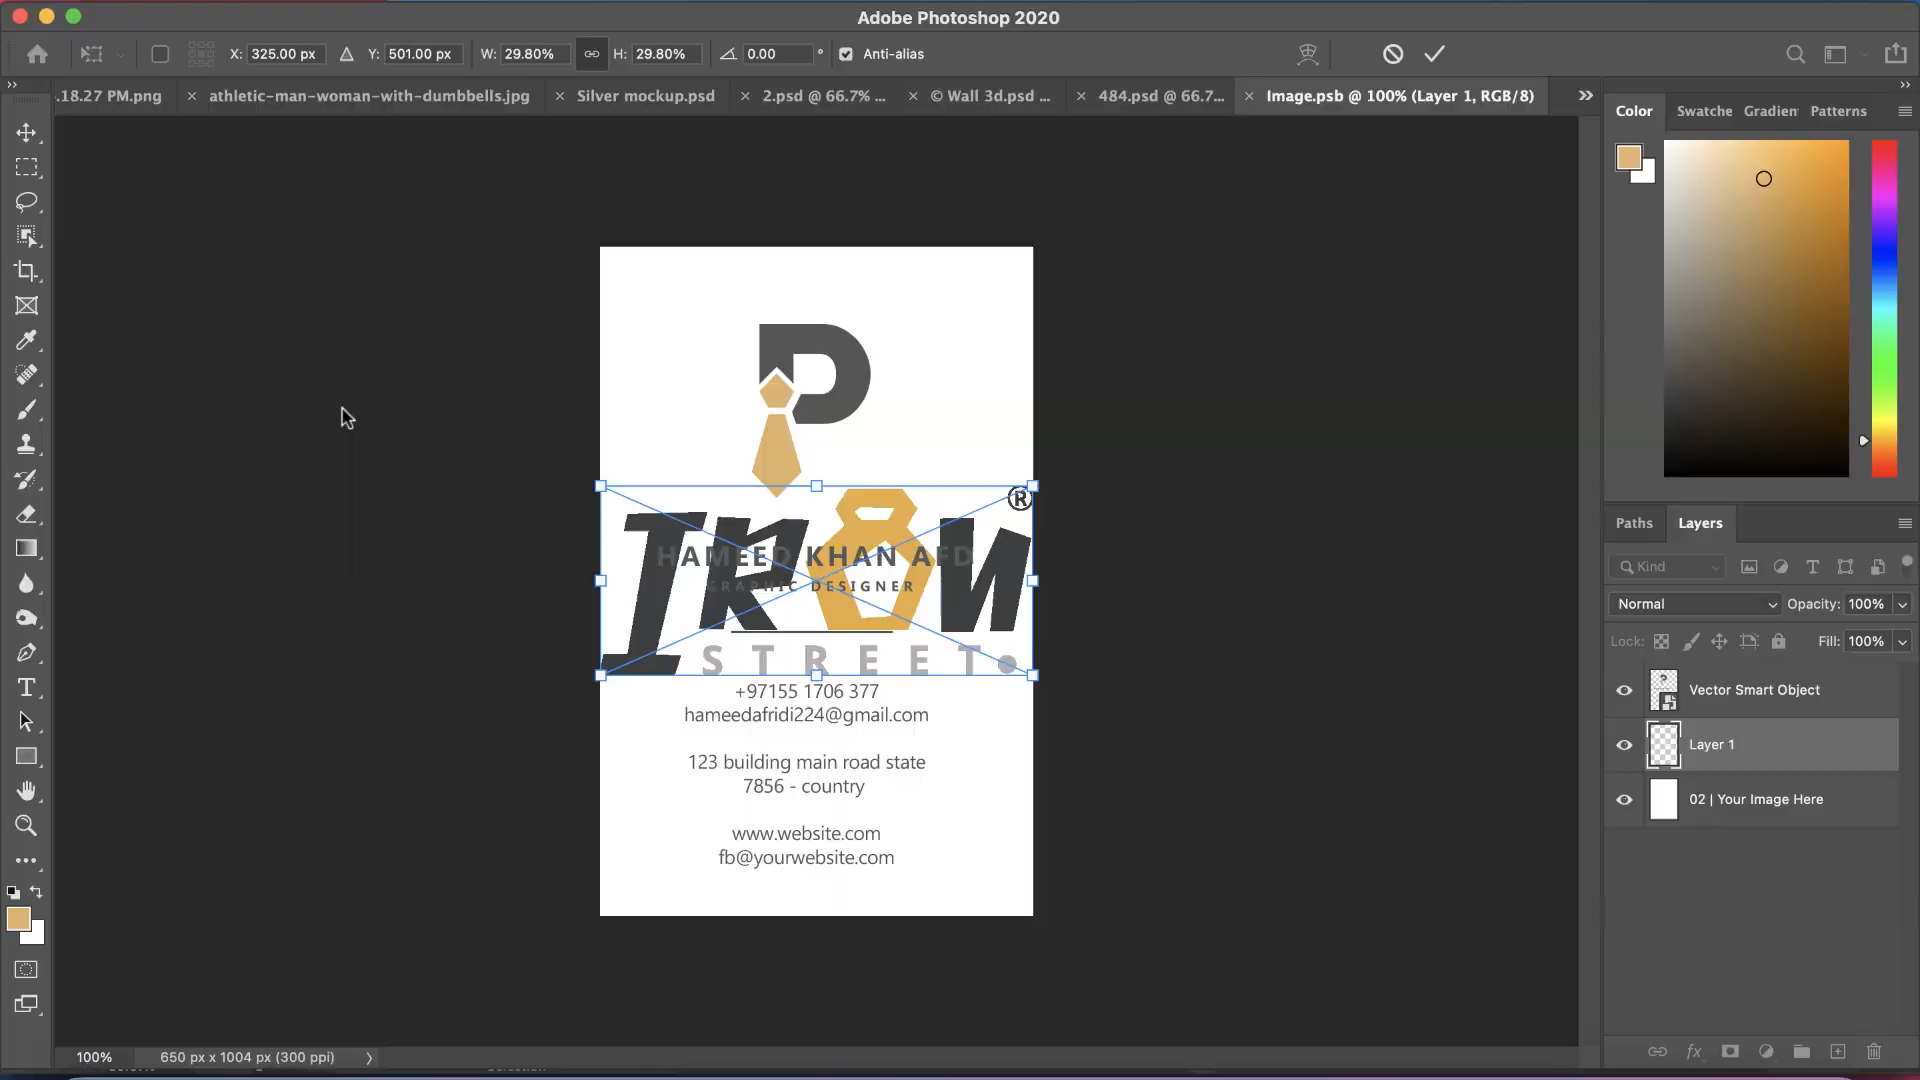 Adobe Photoshop 2020
X: 325.00 px Y: 501.00 px W: 29.80% H: 29.80% 0.00 ° Anti-alias
.18.27 PM.png × athletic-man-woman-with-dumbbells.jpg × Silver mockup.psd × 2.psd @ 66.7% ... × © Wall 3d.psd ... × 484.psd @ 66.7... × Image.psb @ 100% (Layer 1, RGB/8)
Color Swatche Gradien Patterns
IRON ®
HAMEED KHAN AFD
GRAPHIC DESIGNER
STREET
+97155 1706 377
hameedafridi224@gmail.com
123 building main road state
7856 - country
www.website.com
fb@yourwebsite.com
Paths Layers
Kind
Normal Opacity: 100%
Lock: Fill: 100%
Vector Smart Object
Layer 1
02 | Your Image Here
100% 650 px x 1004 px (300 ppi)